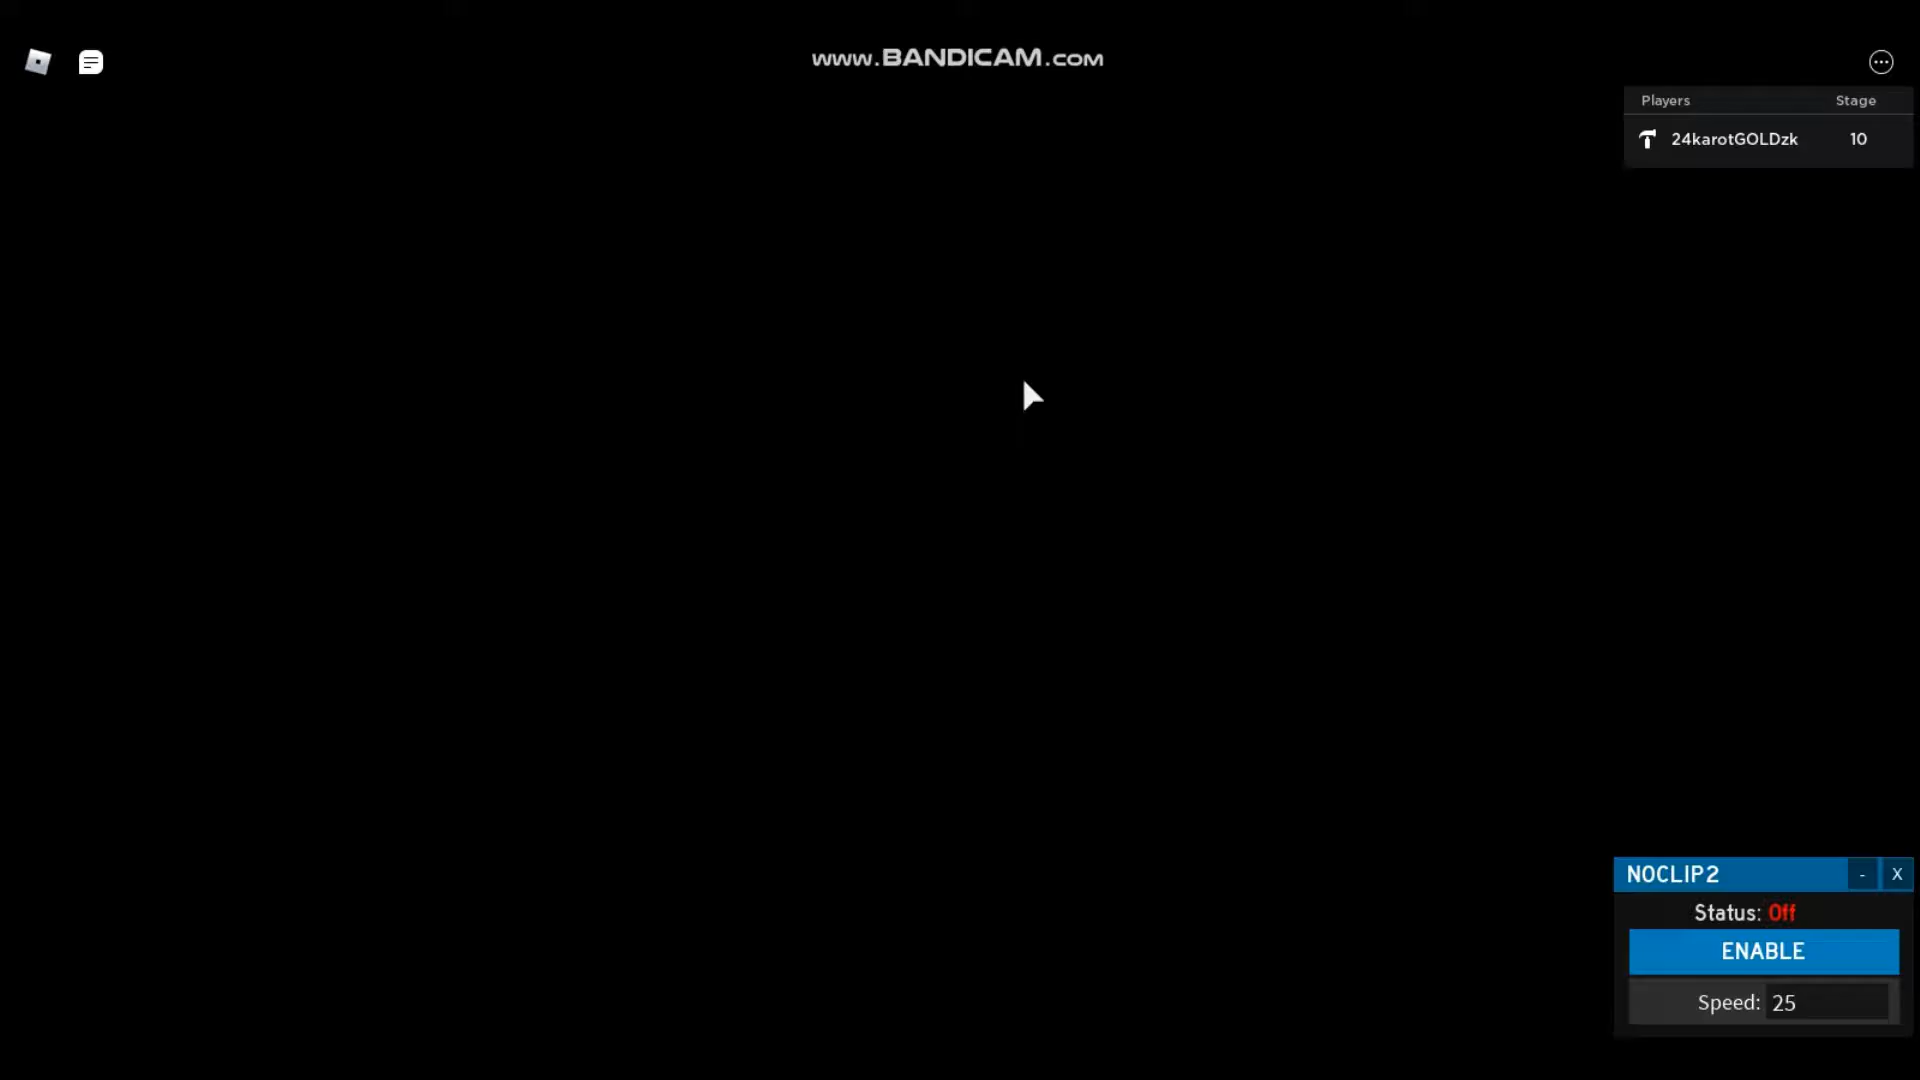 www.BANDICAM.com
Players Stage
24karotGOLDzk 10
NOCLIP2 - X
Status: Off
ENABLE
Speed: 25